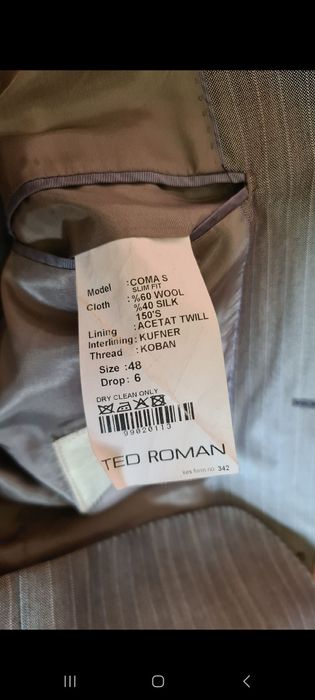 Model :COMA S
SLIM FIT
Cloth :%60 WOOL
%40 SILK
150'S
Lining :ACETAT TWILL
Interlining:KUFNER
Thread :KOBAN
Size :48
Drop: 6
DRY CLEAN ONLY
99020113
TED ROMAN
342